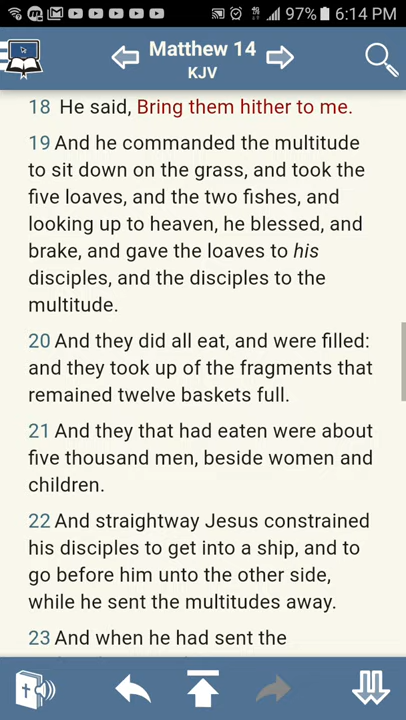 97% 6:14 PM
Matthew 14
KJV
18 He said, Bring them hither to me.
19 And he commanded the multitude
to sit down on the grass, and took the
five loaves, and the two fishes, and
looking up to heaven, he blessed, and
brake, and gave the loaves to his
disciples, and the disciples to the
multitude.
20 And they did all eat, and were filled:
and they took up of the fragments that
remained twelve baskets full.
21 And they that had eaten were about
five thousand men, beside women and
children.
22 And straightway Jesus constrained
his disciples to get into a ship, and to
go before him unto the other side,
while he sent the multitudes away.
23 And when he had sent the